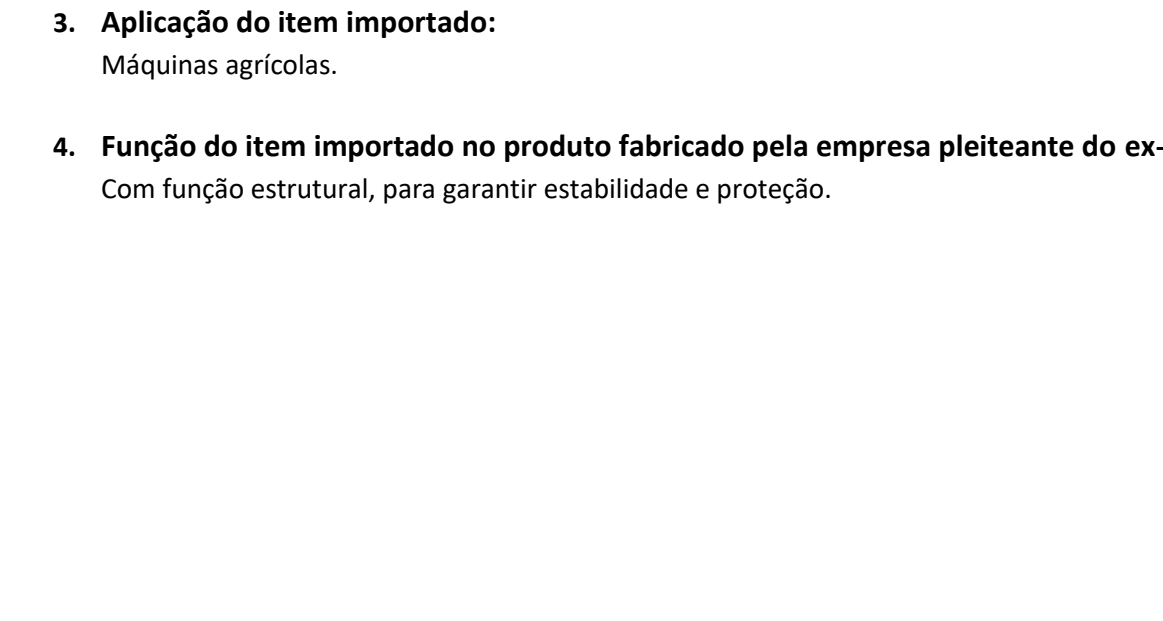 3. Aplicação do item importado:
Máquinas agrícolas.
4. Função do item importado no produto fabricado pela empresa pleiteante do ex-
Com função estrutural, para garantir estabilidade e proteção.